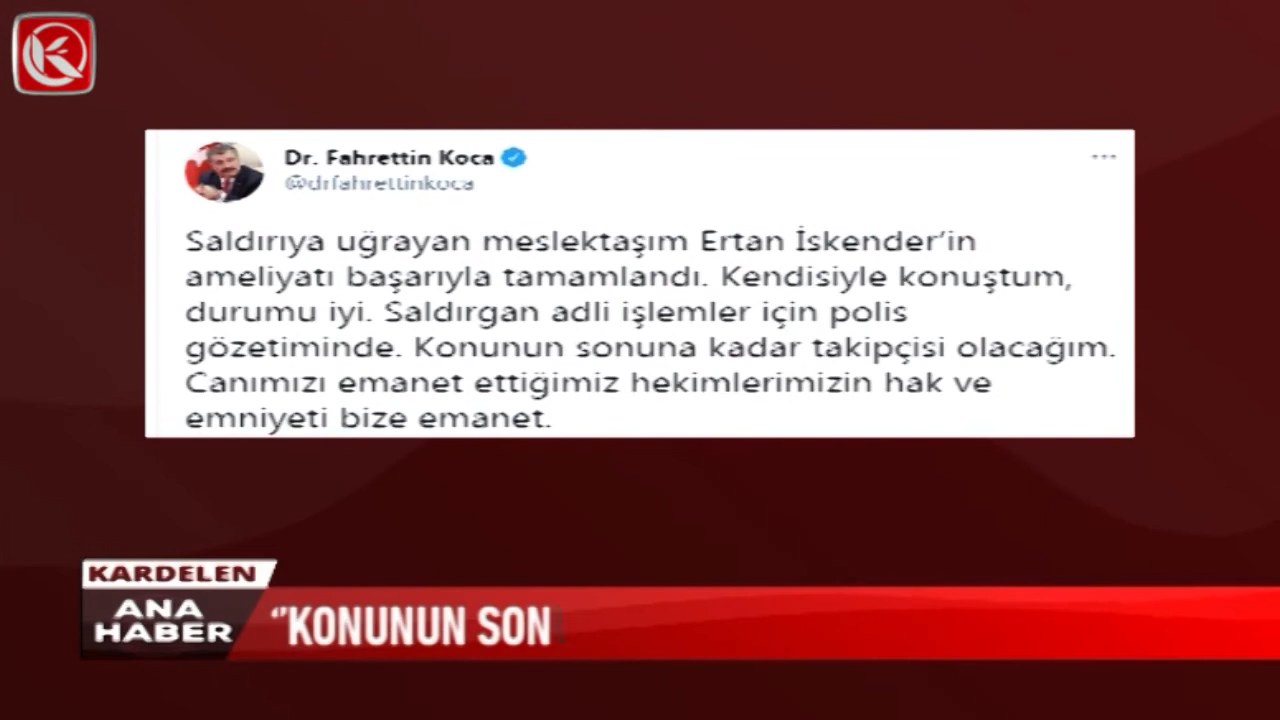 Dr. Fahrettin Koca
@drfahrettinkoca
Saldırıya uğrayan meslektaşım Ertan İskender’in
ameliyatı başarıyla tamamlandı. Kendisiyle konuştum,
durumu iyi. Saldırgan adli işlemler için polis
gözetiminde. Konunun sonuna kadar takipçisi olacağım.
Canımızı emanet ettiğimiz hekimlerimizin hak ve
emniyeti bize emanet.
KARDELEN
ANA
HABER
“KONUNUN SON